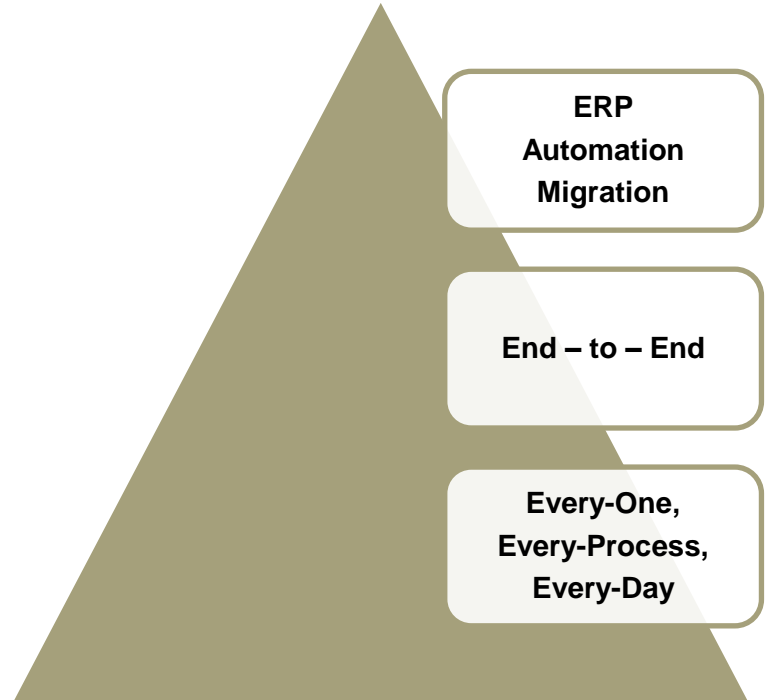 ERP
Automation
Migration
End – to – End
Every-One,
Every-Process,
Every-Day